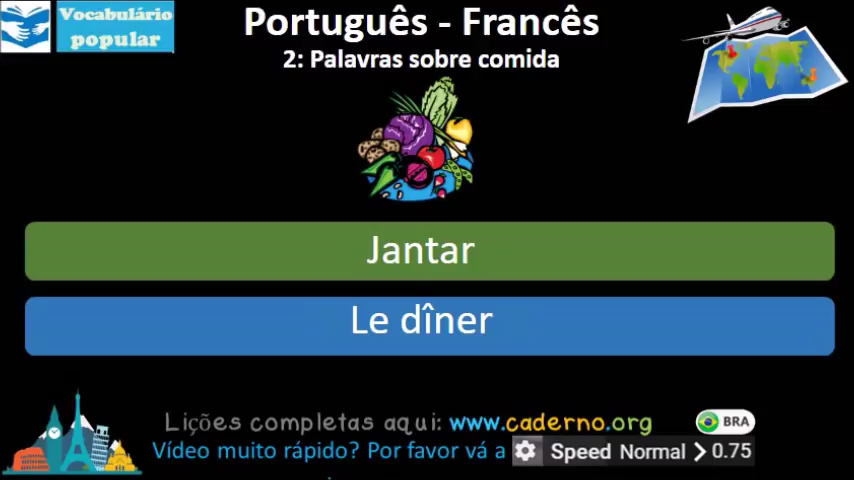 Vocabulário
popular
Português - Francês
2: Palavras sobre comida
Jantar
Le dîner
Lições completas aqui: www.caderno.org
BRA
Vídeo muito rápido? Por favor vá a Speed Normal > 0.75